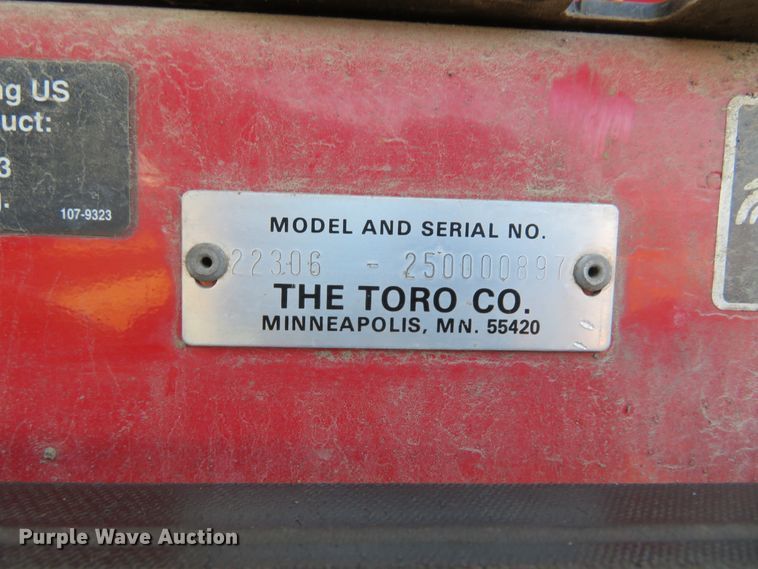 ng US
uct:
3
).
107-9323
MODEL AND SERIAL NO.
22306 - 250000897
THE TORO CO.
MINNEAPOLIS, MN. 55420
Purple Wave Auction